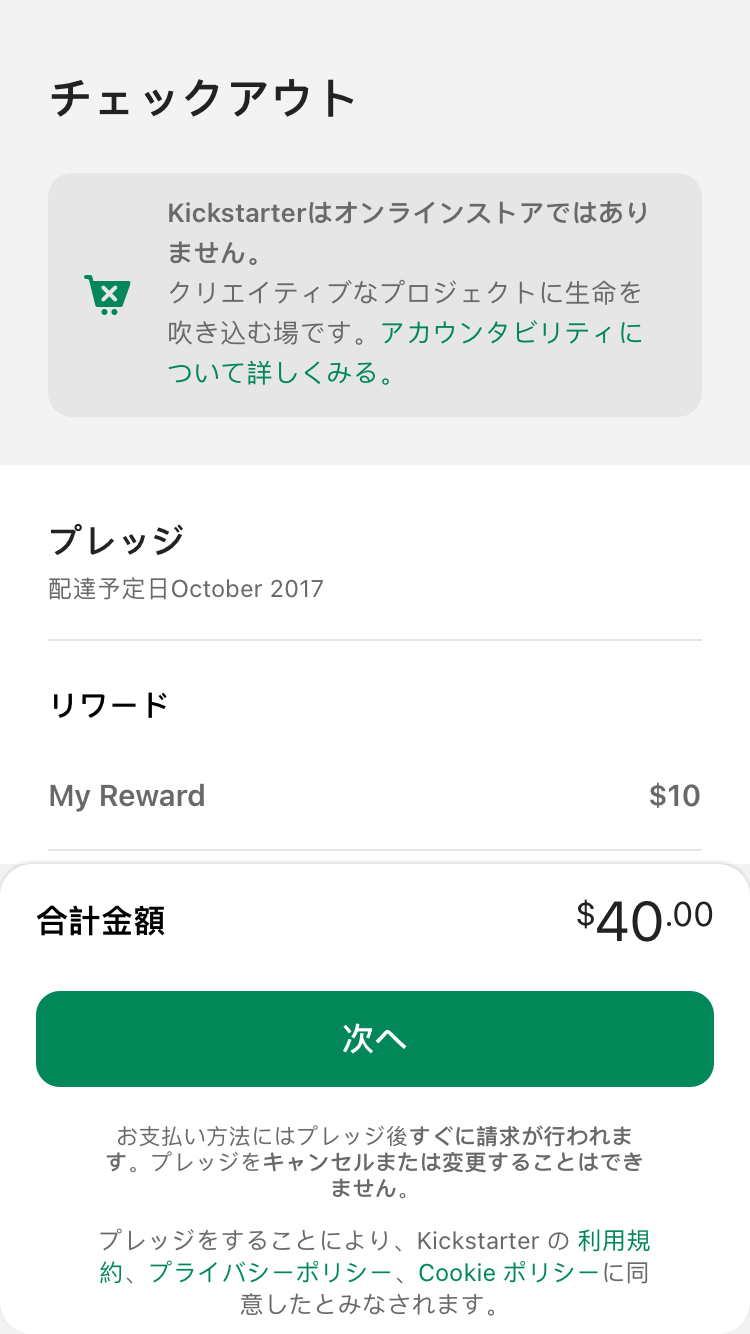 チェックアウト
Kickstarterはオンラインストアではあり
ません。
クリエイティブなプロジェクトに生命を
吹き込む場です。アカウンタビリティに
ついて詳しくみる。
プレッジ
配達予定日October 2017
リワード
My Reward $10
合計金額 $40.00
次へ
お支払い方法にはプレッジ後すぐに請求が行われま
す。プレッジをキャンセルまたは変更することはでき
ません。
プレッジをすることにより、Kickstarter の 利用規
約、プライバシーポリシー、Cookie ポリシーに同
意したとみなされます。